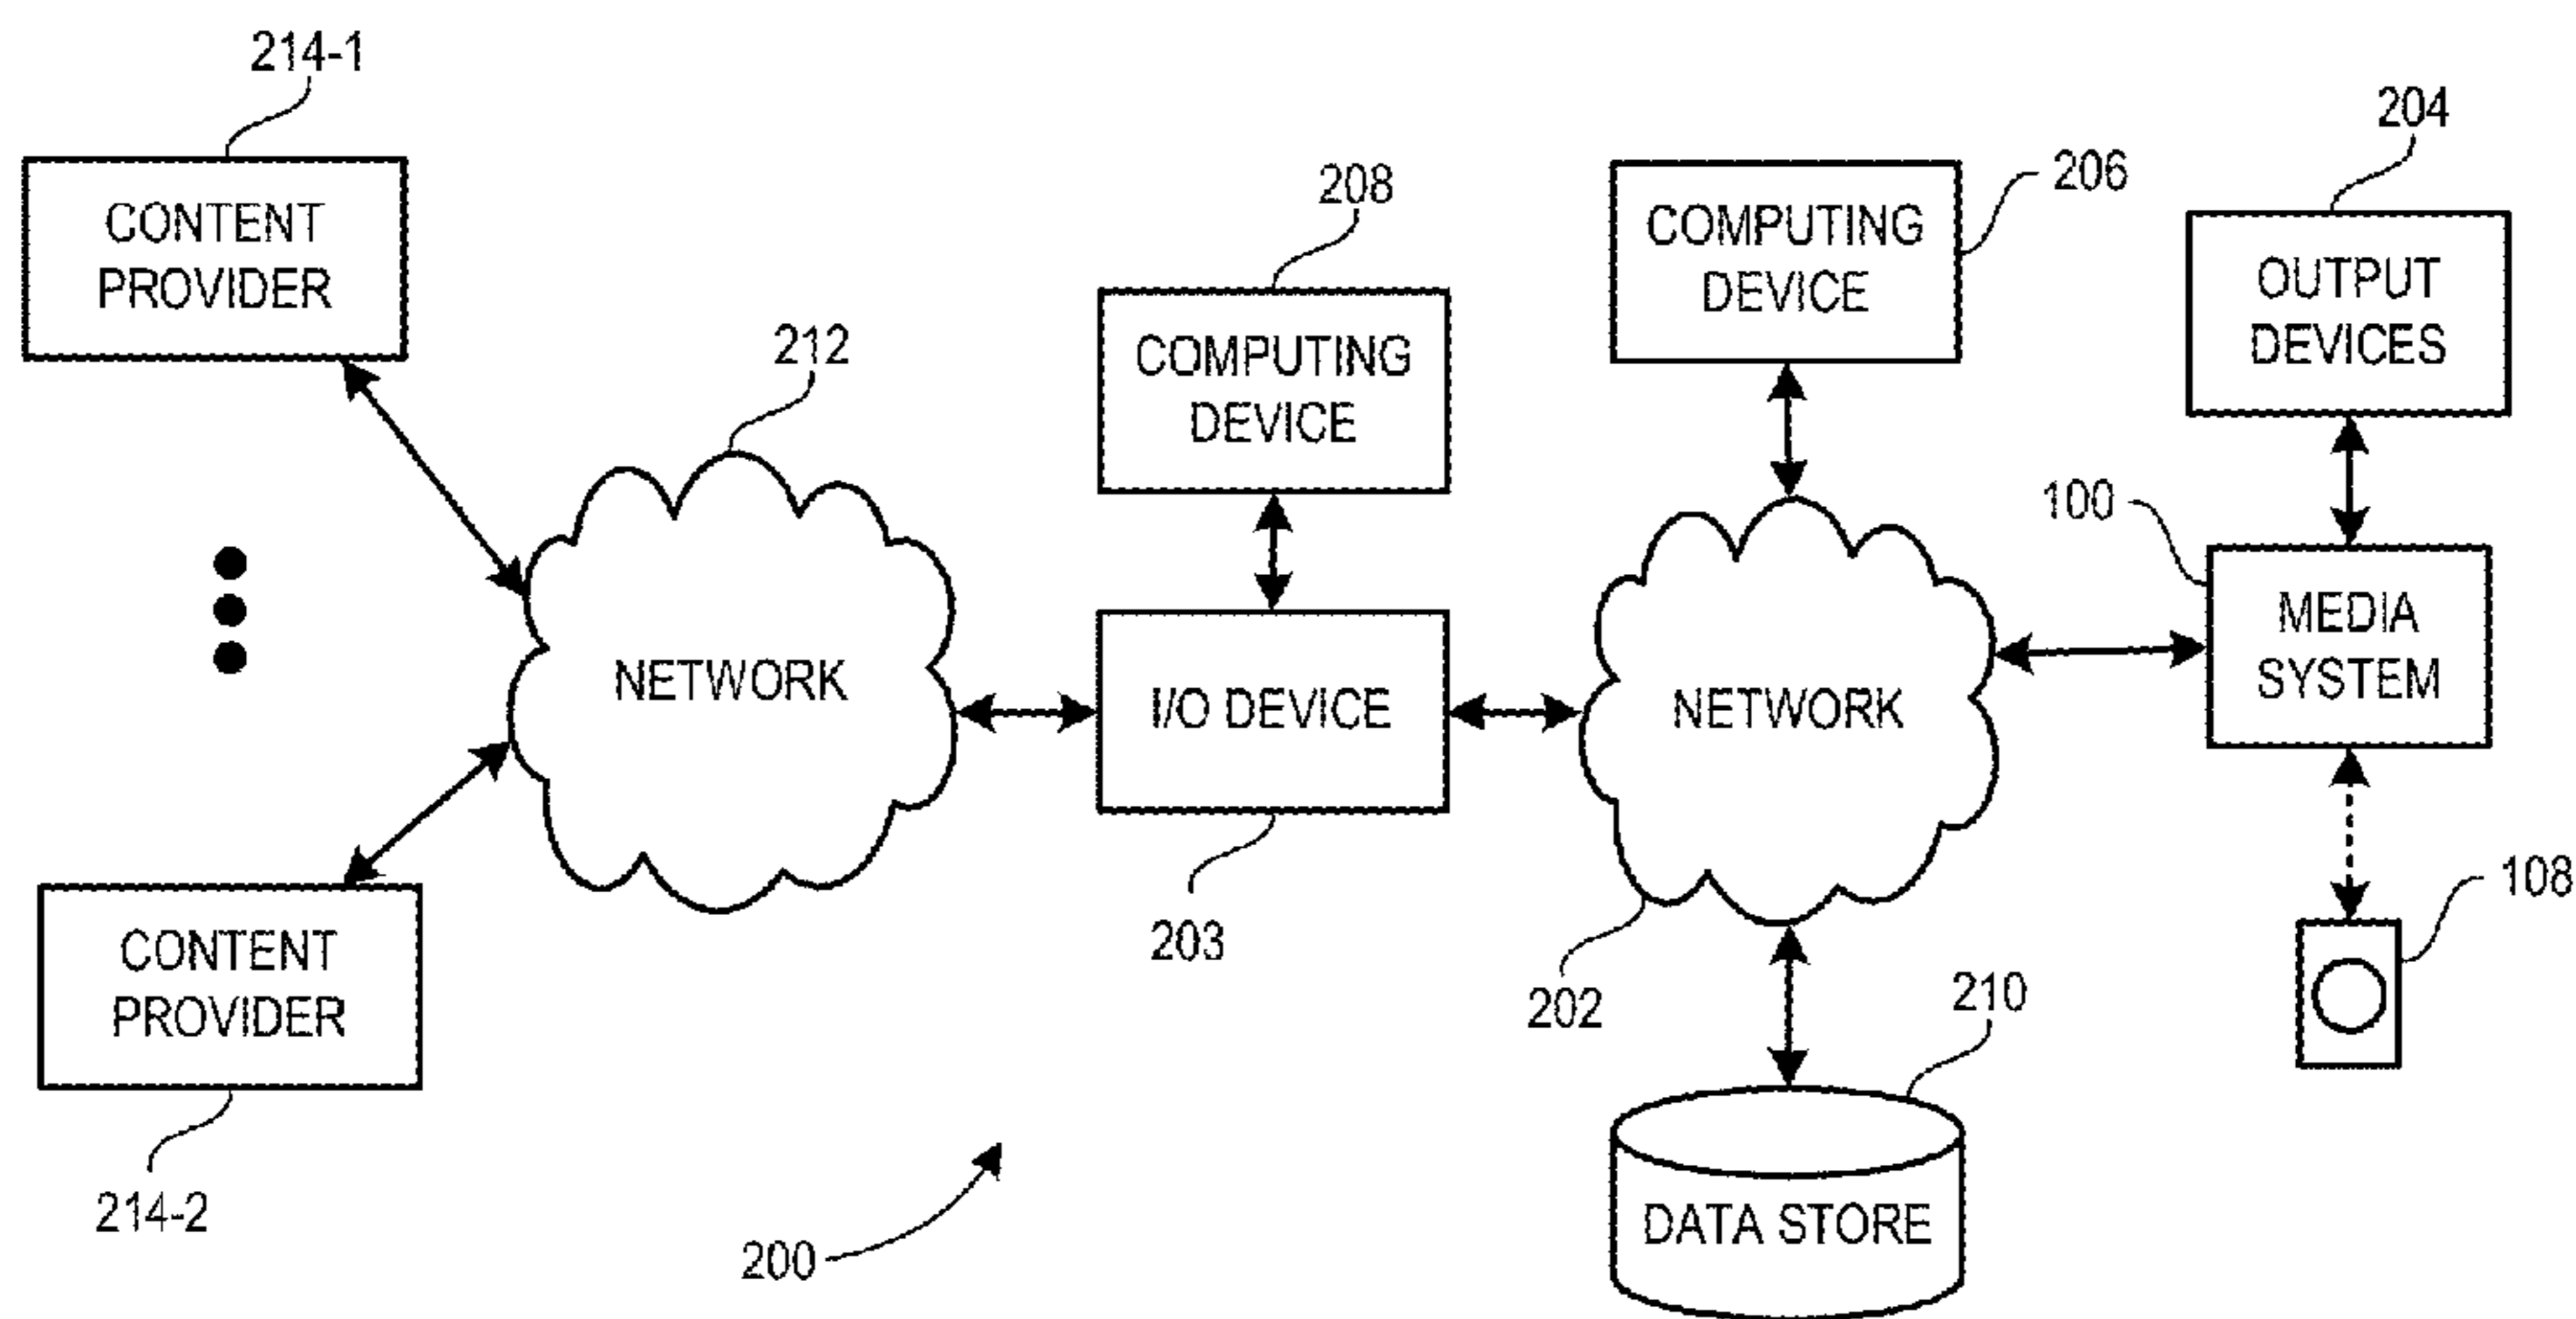 214-1
CONTENT
PROVIDER
212
NETWORK
CONTENT
PROVIDER
214-2
208
COMPUTING
DEVICE
I/O DEVICE
203
206
COMPUTING
DEVICE
NETWORK
202
210
DATA STORE
204
OUTPUT
DEVICES
100
MEDIA
SYSTEM
108
200